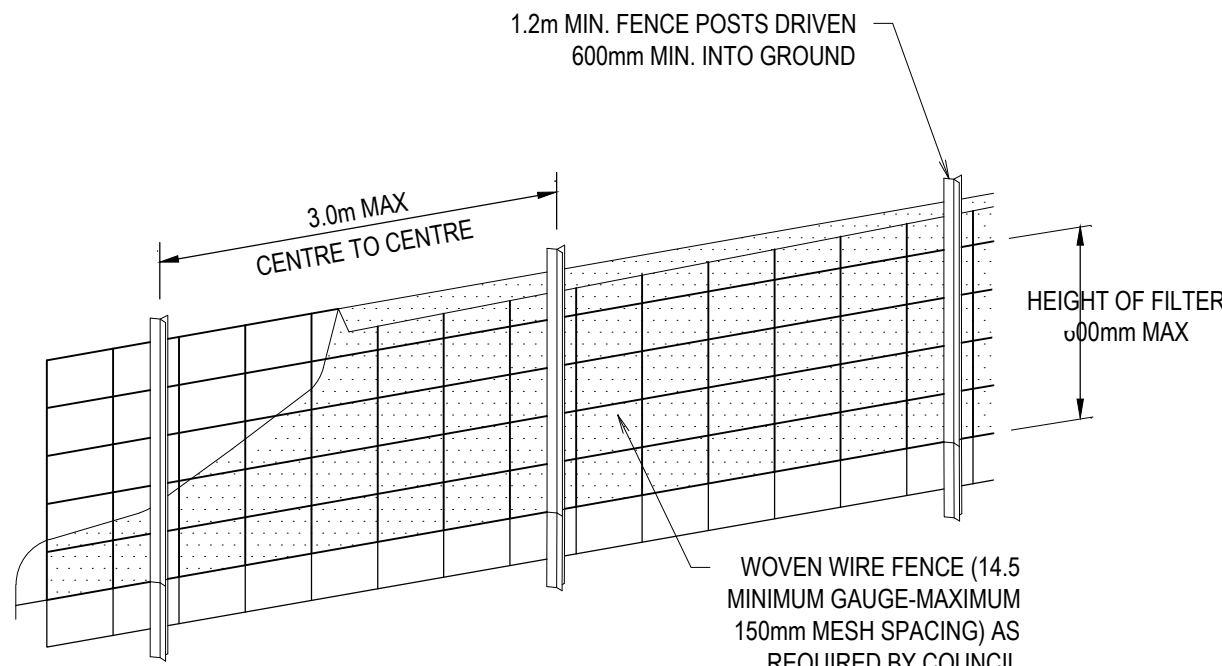 1.2m MIN. FENCE POSTS DRIVEN
600mm MIN. INTO GROUND
3.0m MAX
CENTRE TO CENTRE
HEIGHT OF FILTER
600mm MAX
WOVEN WIRE FENCE (14.5
MINIMUM GAUGE-MAXIMUM
150mm MESH SPACING) AS
REQUIRED BY COUNCIL